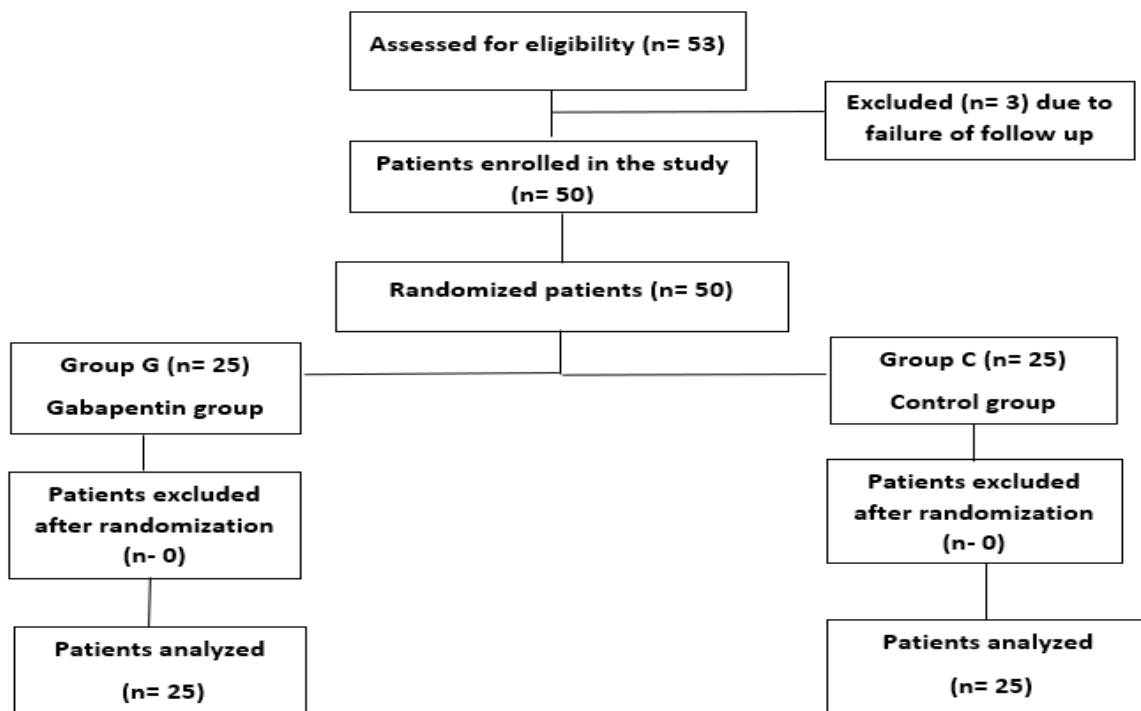 Assessed for eligibility (n= 53)
Excluded (n= 3) due to
failure of follow up
Patients enrolled in the study
(n= 50)
Randomized patients (n= 50)
Group G (n= 25)
Gabapentin group
Group C (n= 25)
Control group
Patients excluded
after randomization
(n- 0)
Patients excluded
after randomization
(n- 0)
Patients analyzed
(n= 25)
Patients analyzed
(n= 25)